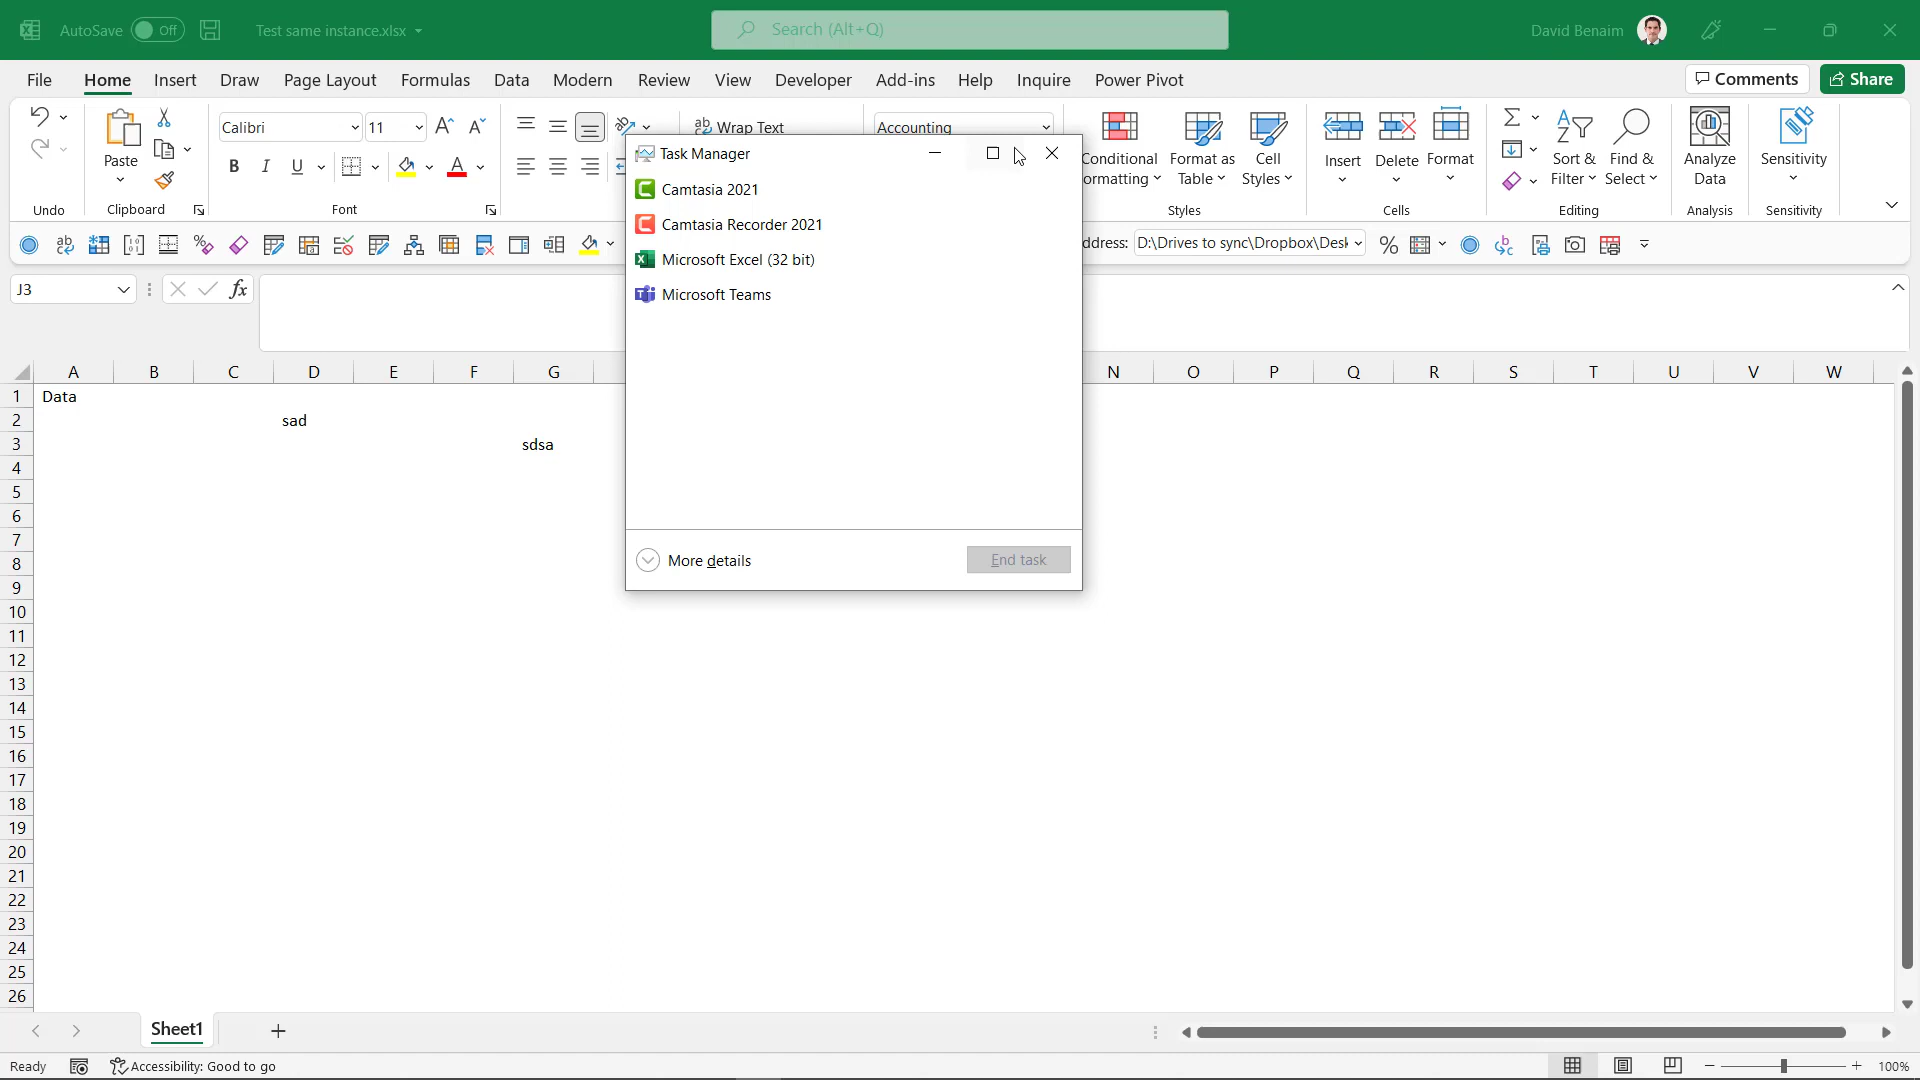 AutoSave Off Test same instance.xlsx Search (Alt+Q) David Benaim
File Home Insert Draw Page Layout Formulas Data Modern Review View Developer Add-ins Help Inquire Power Pivot Comments Share
Calibri 11 Wrap Text Accounting
Paste
Conditional
ormatting
Format as
Table
Cell
Styles
Insert
Delete
Format
Sort &
Filter
Find &
Select
Analyze
Data
Sensitivity
B I U A
Undo Clipboard Font Styles Cells Editing Analysis Sensitivity
ddress: D:\Drives to sync\Dropbox\Desk
J3 fx
Task Manager
Camtasia 2021
Camtasia Recorder 2021
Microsoft Excel (32 bit)
Microsoft Teams
More details End task
A B C D E F G N O P Q R S T U V W
1 Data
2 sad
3 sdsa
4
5
6
7
8
9
10
11
12
13
14
15
16
17
18
19
20
21
22
23
24
25
26
Sheet1
Ready Accessibility: Good to go 100%